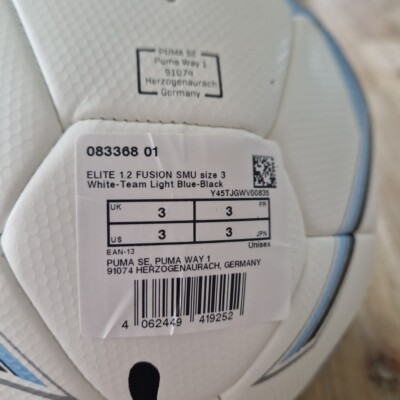 PUMA SE
Puma Way 1
91074
Herzogenaurach
Germany
083368 01
ELITE 1.2 FUSION SMU size 3
White-Team Light Blue-Black
Y45TJGWV00835
UK 3 3 FR
US 3 3 JPN
EAN-13 Unisex
PUMA SE, PUMA WAY 1
91074 HERZOGENAURACH, GERMANY
4 062449 419252